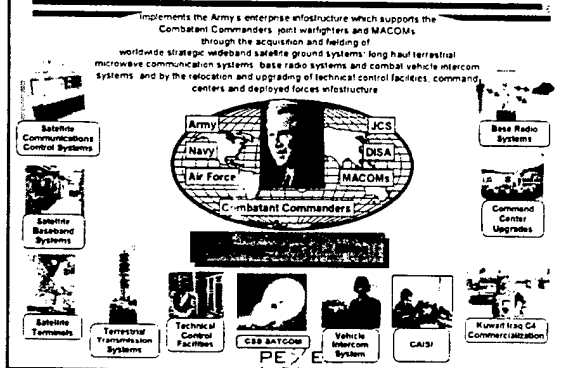 Implements the Army's enterprise infostructure which supports the
Combatant Commanders, joint warfighters and MACOMs
through the acquisition and fielding of
worldwide strategic wideband satellite ground systems; long haul terrestrial
microwave communication systems, base radio systems and combat vehicle intercom
systems, and by the relocation and upgrading of technical control facilities, command
centers and deployed forces infostructure
Army
JCS
Navy
DISA
Air Force
MACOMs
Combatant Commanders
Satellite
Communications
Control Systems
Base Radio
Systems
Satellite
Baseband
Systems
Command
Center
Upgrades
Satellite
Terminals
Terrestrial
Transmission
Systems
Technical
Control
Facilities
CSS SATCOM
Vehicle
Intercom
System
CAISI
Kuwait Iraq C4
Commercialization